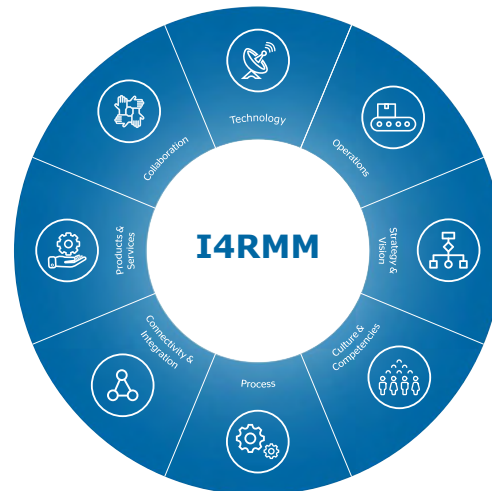 Technology
Operations
Strategy &
Vision
Culture &
Competencies
Process
Connectivity &
Integration
Products &
Services
Collaboration
I4RMM